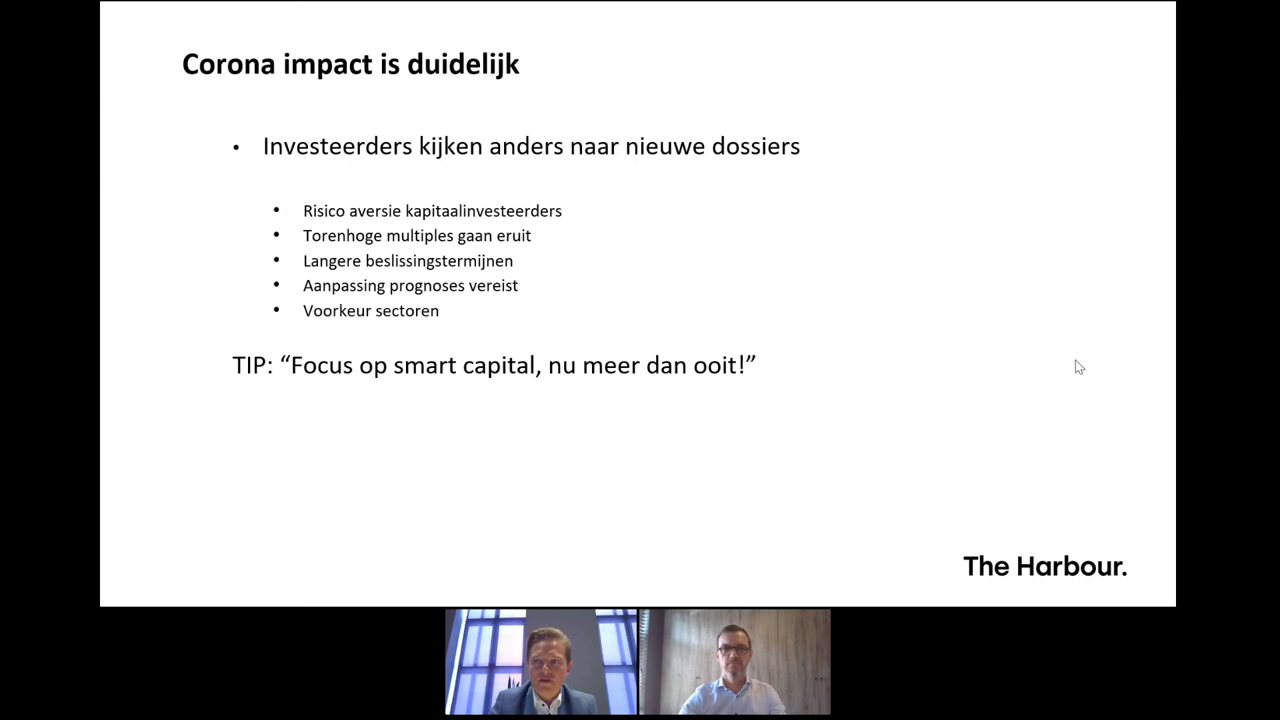 Corona impact is duidelijk
• Investeerders kijken anders naar nieuwe dossiers
• Risico aversie kapitaalinvesteerders
• Torenhoge multiples gaan eruit
• Langere beslissingstermijnen
• Aanpassing prognoses vereist
• Voorkeur sectoren
TIP: “Focus op smart capital, nu meer dan ooit!”
The Harbour.